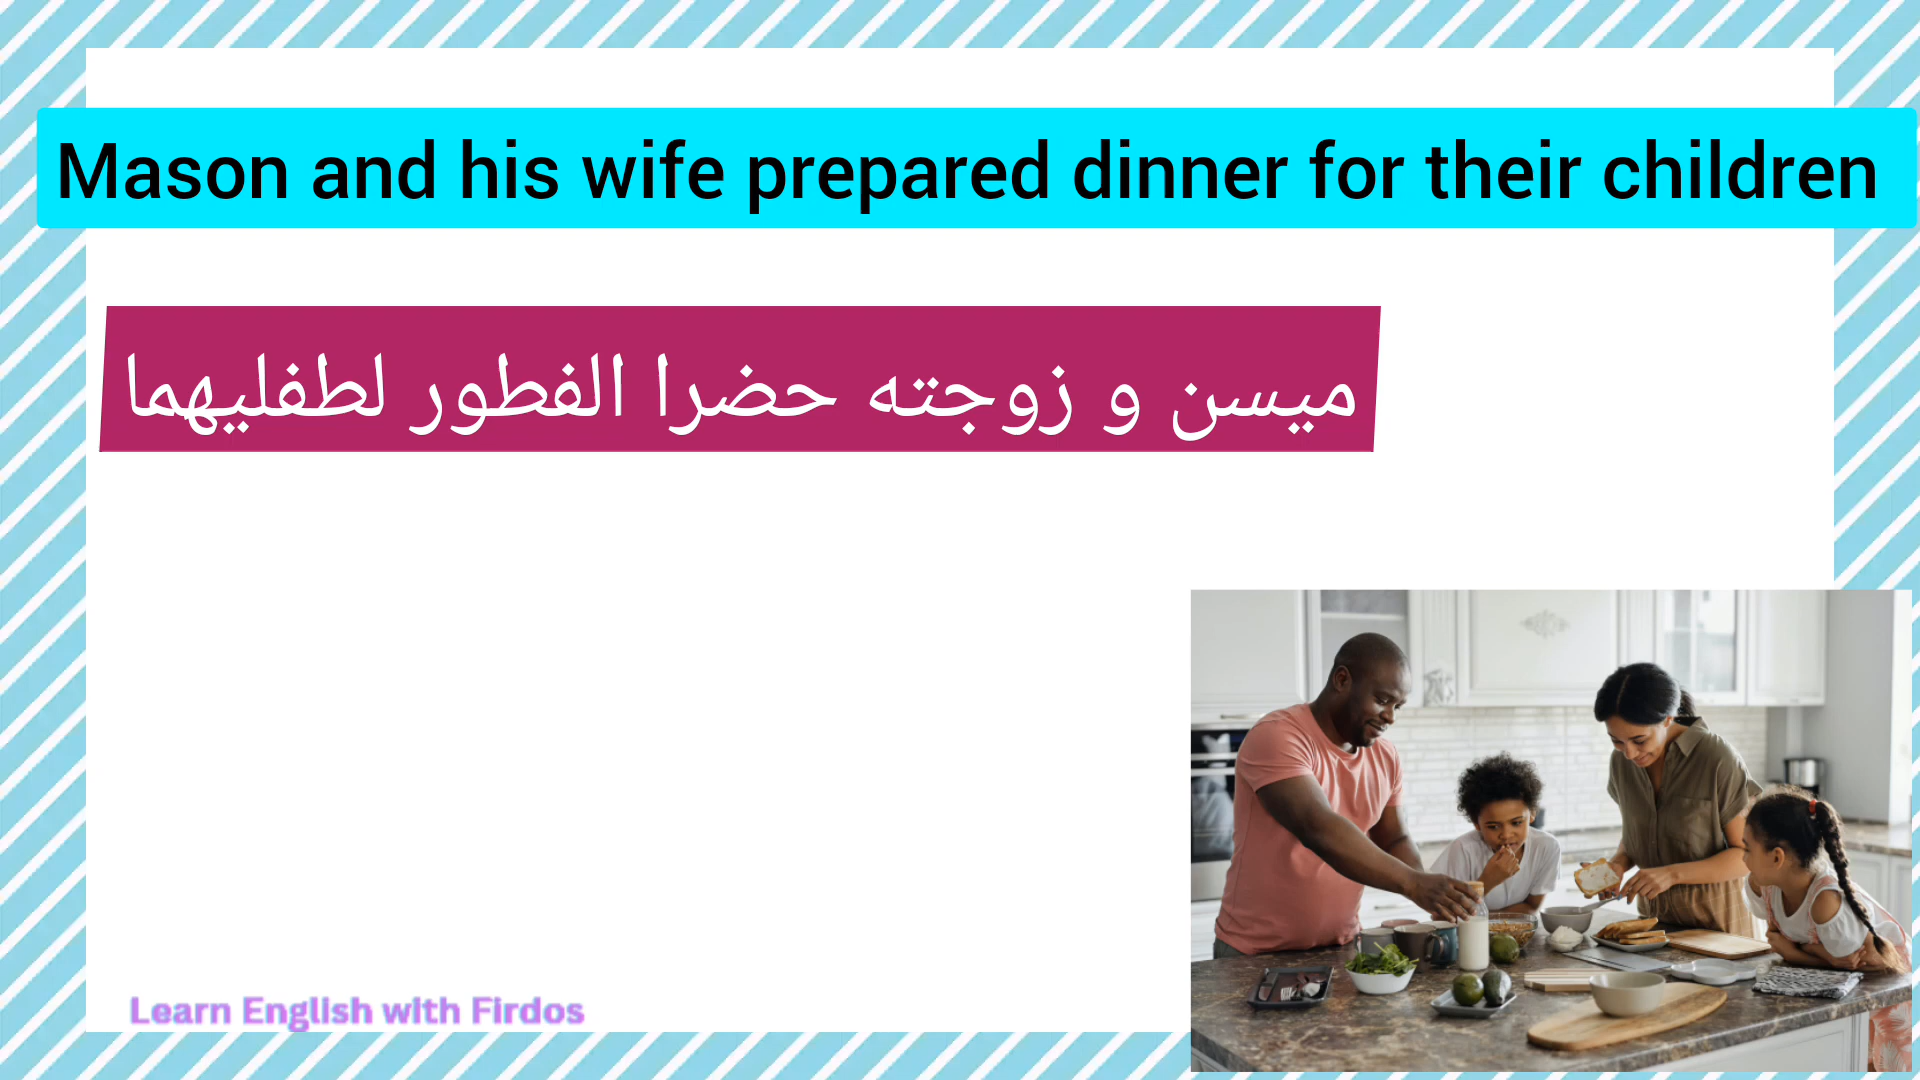 Mason and his wife prepared dinner for their children
ميسن و زوجته حضرا الفطور لطفليهما
Learn English with Firdos